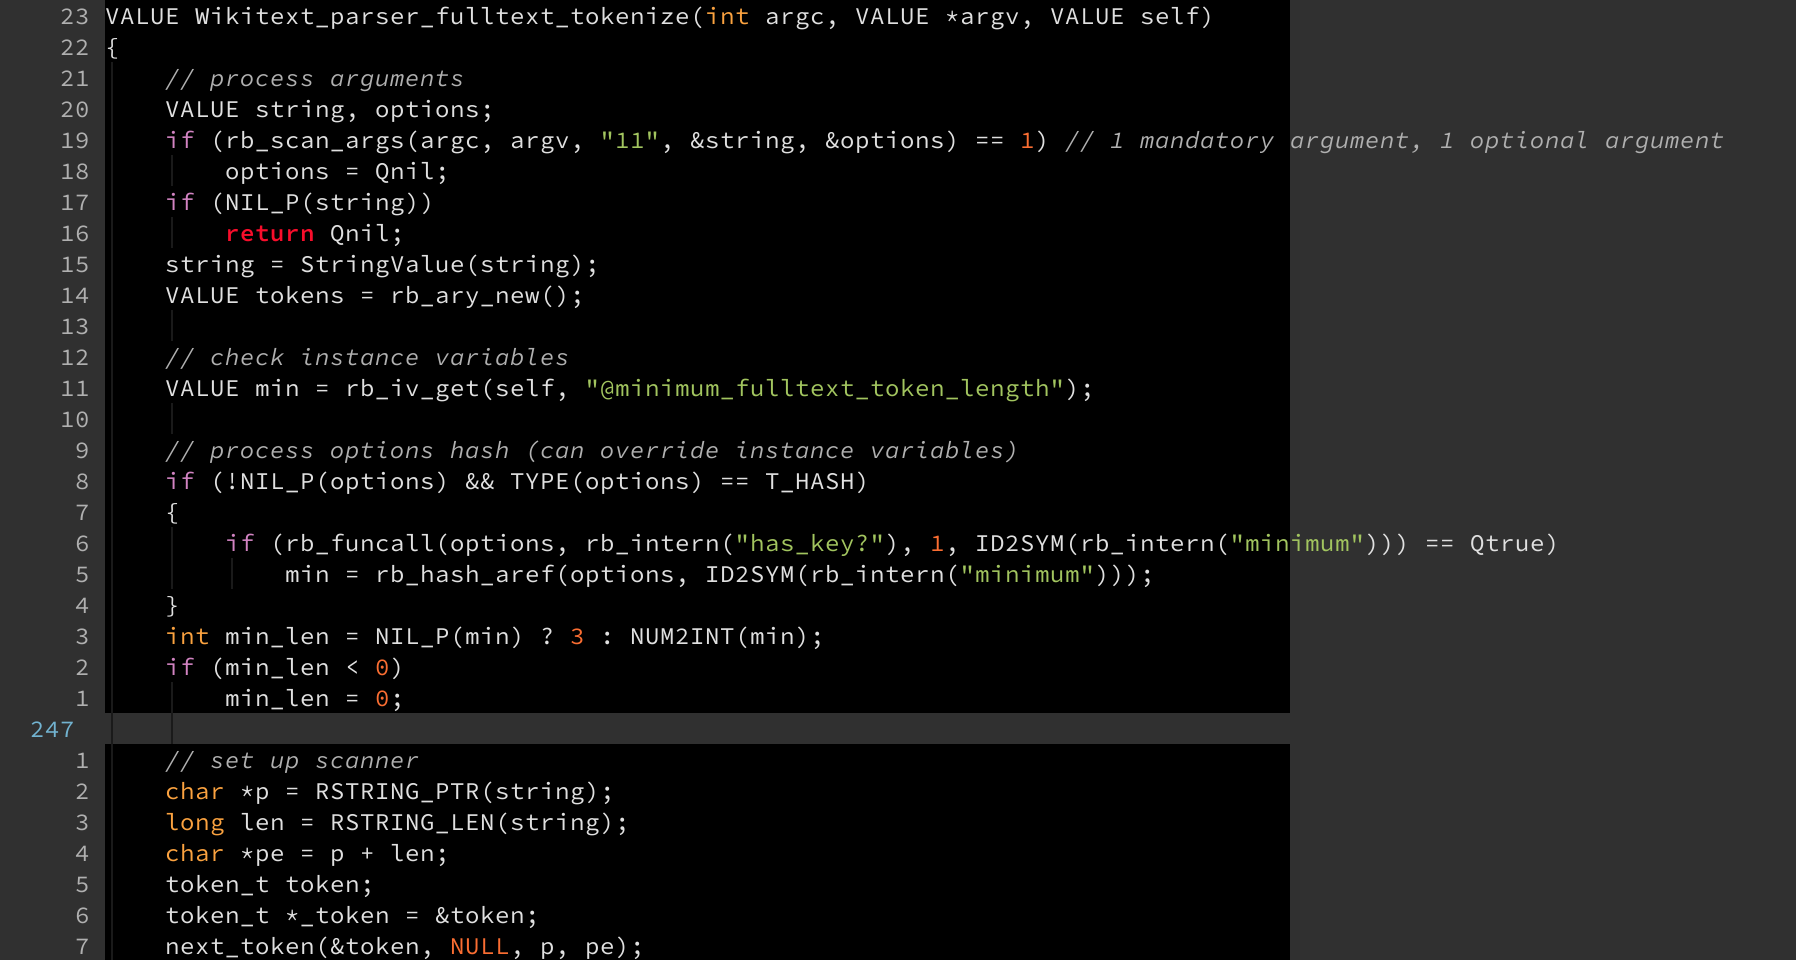 23 VALUE Wikitext_parser_fulltext_tokenize(int argc, VALUE *argv, VALUE self)
22 {
21     // process arguments
20     VALUE string, options;
19     if (rb_scan_args(argc, argv, "11", &string, &options) == 1) // 1 mandatory argument, 1 optional argument
18         options = Qnil;
17     if (NIL_P(string))
16         return Qnil;
15     string = StringValue(string);
14     VALUE tokens = rb_ary_new();
13
12     // check instance variables
11     VALUE min = rb_iv_get(self, "@minimum_fulltext_token_length");
10
9     // process options hash (can override instance variables)
8     if (!NIL_P(options) && TYPE(options) == T_HASH)
7     {
6         if (rb_funcall(options, rb_intern("has_key?"), 1, ID2SYM(rb_intern("minimum"))) == Qtrue)
5             min = rb_hash_aref(options, ID2SYM(rb_intern("minimum")));
4     }
3     int min_len = NIL_P(min) ? 3 : NUM2INT(min);
2     if (min_len < 0)
1         min_len = 0;
247
1     // set up scanner
2     char *p = RSTRING_PTR(string);
3     long len = RSTRING_LEN(string);
4     char *pe = p + len;
5     token_t token;
6     token_t *_token = &token;
7     next_token(&token, NULL, p, pe);